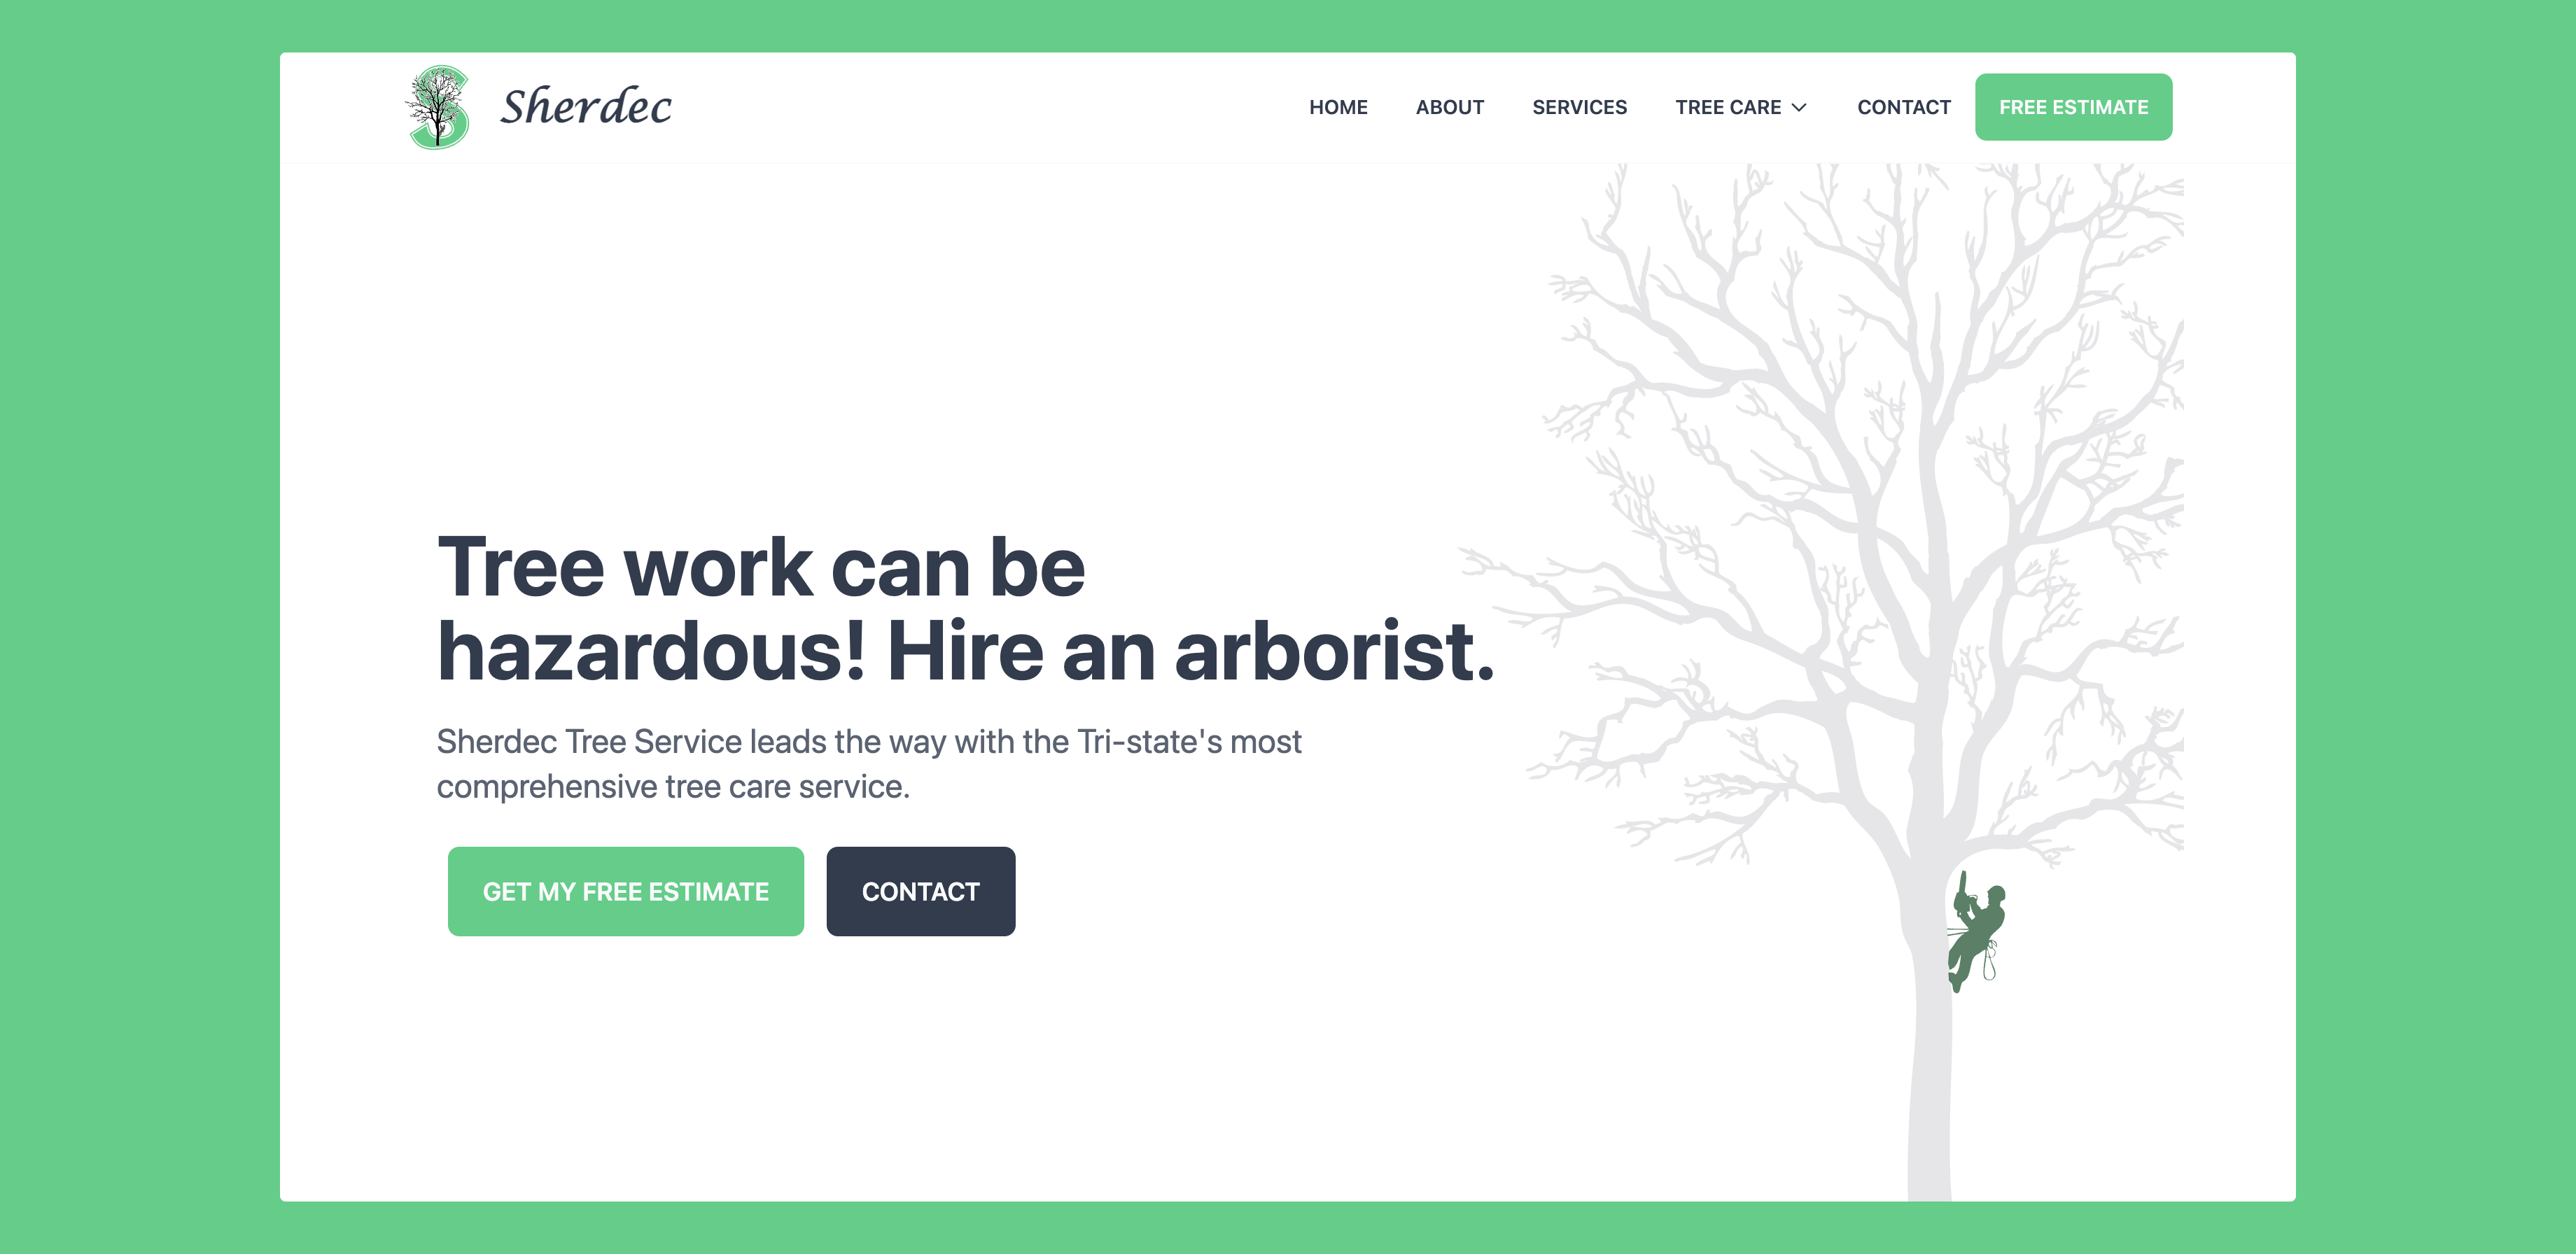 Sherdec
HOME ABOUT SERVICES TREE CARE CONTACT FREE ESTIMATE
Tree work can be
hazardous! Hire an arborist.
Sherdec Tree Service leads the way with the Tri-state's most
comprehensive tree care service.
GET MY FREE ESTIMATE CONTACT